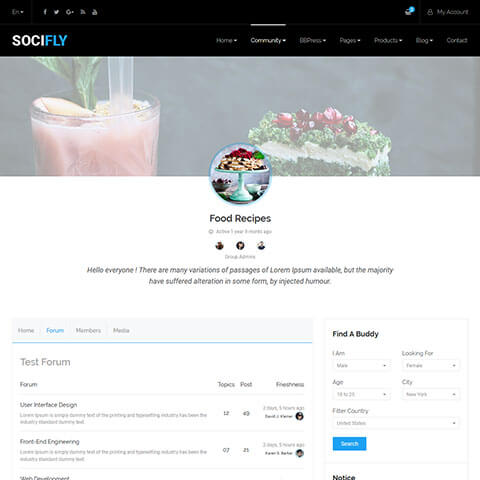 En
My Account
SOCIFLY
Home Community BBPress Pages Products Blog Contact
Food Recipes
Active 1 year 9 months ago
Group Admins
Hello everyone ! There are many variations of passages of Lorem Ipsum available, but the majority
have suffered alteration in some form, by injected humour.
Home Forum Members Media
Test Forum
Forum Topics Post Freshness
User Interface Design
Lorem Ipsum is simply dummy text of the printing and typesetting industry has been the
industry standard dummy text.
12 49
2 days, 5 hours ago
David J. Klemer
Front-End Engineering
Lorem Ipsum is simply dummy text of the printing and typesetting industry has been the
industry standard dummy text.
07 21
2 days, 5 hours ago
Karen S. Barker
Web Development
Find A Buddy
I Am Looking For
Male Female
Age City
18 to 25 New York
Filter Country
United States
Search
Notice